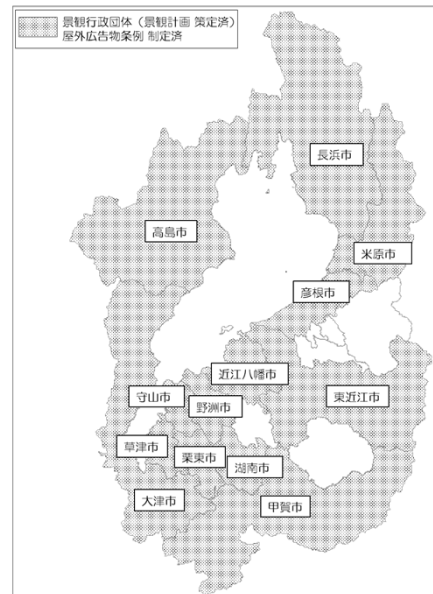 景観行政団体（景観計画 策定済）
屋外広告物条例 制定済
長浜市
高島市
米原市
彦根市
近江八幡市
東近江市
守山市
野洲市
草津市
栗東市
湖南市
大津市
甲賀市